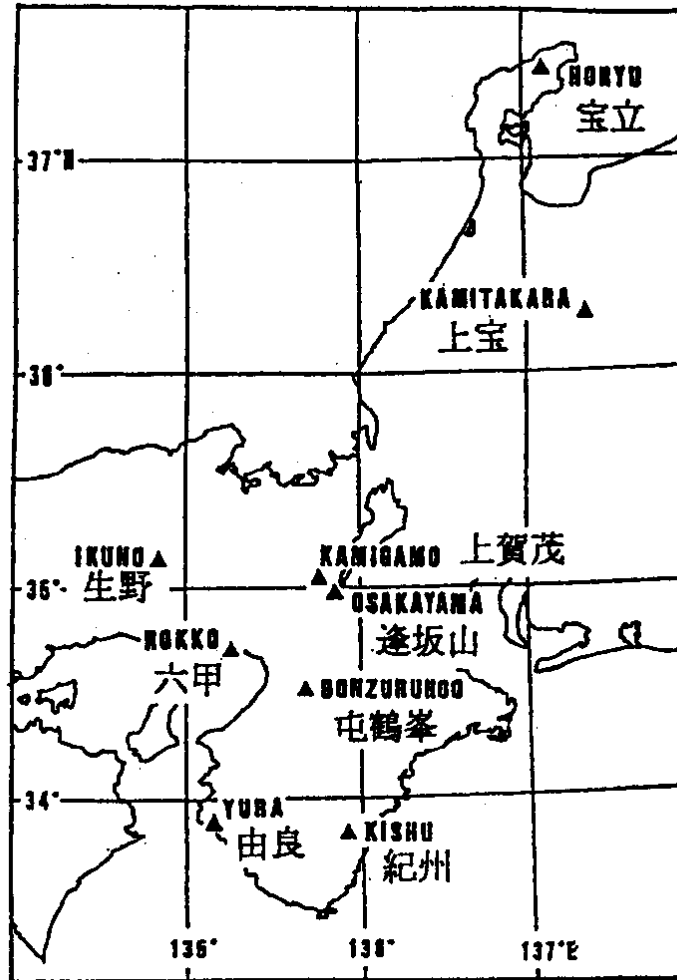 HORYU
宝立
37°N
KAMITAKARA
上宝
36°
IKUNO
生野
KAMIGAMO
上賀茂
35°
OSAKAYAMA
逢坂山
ROKKO
六甲
DONZURUBOO
屯鶴峯
34°
YURA
由良
KISHU
紀州
135°
136°
137°E